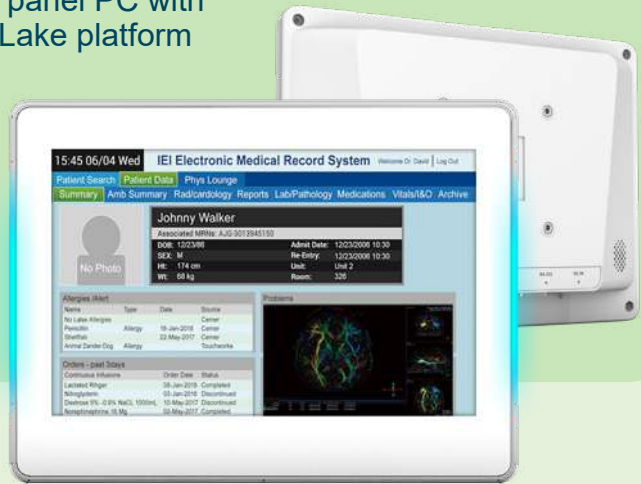 panel PC with
Lake platform
15:45 06/04 Wed IEI Electronic Medical Record System Welcome Dr. David | Log Out
Patient Search Patient Data Phys Lounge
Summary Amb Summary Rad/cardology Reports Lab/Pathology Medications Vitals/I&O Archive
Johnny Walker
Associated MRNs: AJG-3013945150
DOB: 12/23/86 Admit Date: 12/23/2006 10:30
SEX: M Re-Entry: 12/23/2006 10:30
Ht: 174 cm Unit: Unit 2
Wt: 68 kg Room: 326
No Photo
Allergies /Alert Problems
Name Type Date Source
No Latex Allergies Cerner
Penicillin Allergy 16-Jan-2018 Cerner
Shellfish 22-May-2017 Cerner
Animal Dander-Dog Allergy Touchworks
Orders - past 3days
Continuous Infusions Order Date Status
Lactated Ringer 08-Jan-2018 Completed
Nitroglycerin 03-Jan-2018 Discontinued
Dextrose 5% -0.9% NaCl, 1000mL 10-May-2017 Discontinued
Norepinephrine 16 Mg 02-May-2017 Completed